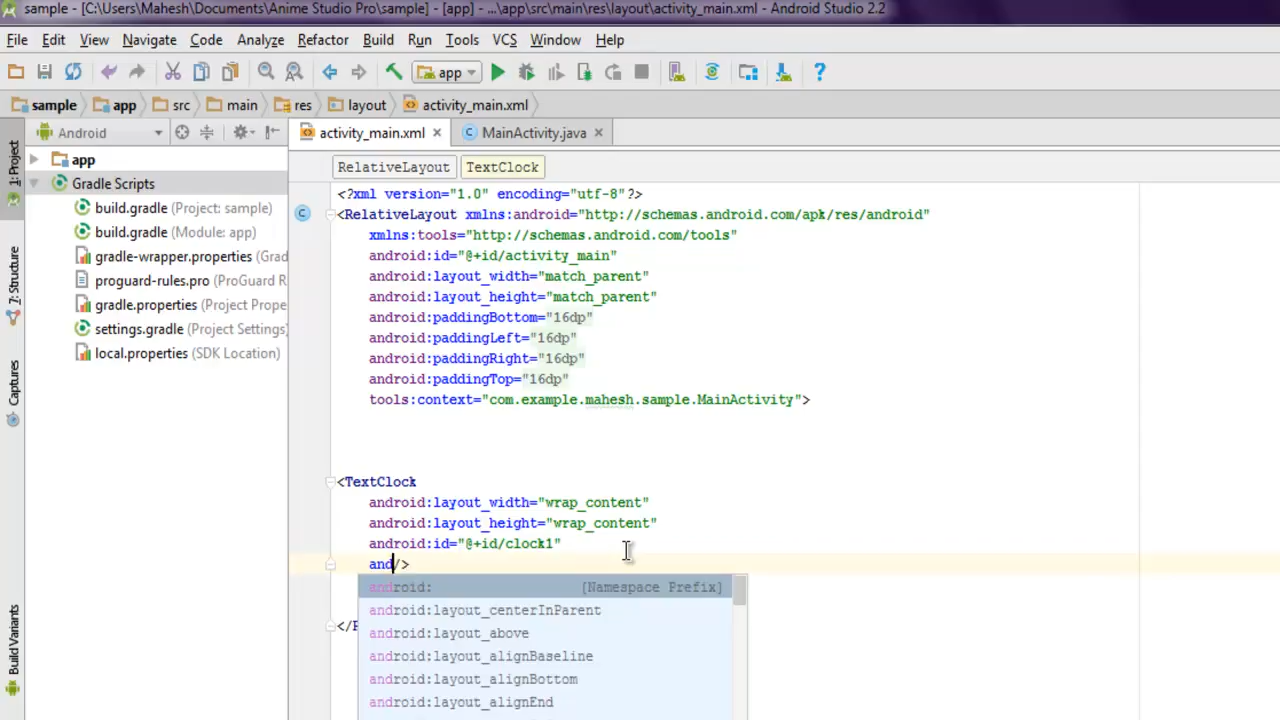 sample - [C:\Users\Mahesh\Documents\Anime Studio Pro\sample] - [app] - ...\app\src\main\res\layout\activity_main.xml - Android Studio 2.2
File Edit View Navigate Code Analyze Refactor Build Run Tools VCS Window Help
app
sample app src main res layout activity_main.xml
Android
activity_main.xml
MainActivity.java
1: Project
7: Structure
Captures
Build Variants
app
Gradle Scripts
build.gradle (Project: sample)
build.gradle (Module: app)
gradle-wrapper.properties (Grad
proguard-rules.pro (ProGuard R
gradle.properties (Project Prope
settings.gradle (Project Settings)
local.properties (SDK Location)
RelativeLayout TextClock
<?xml version="1.0" encoding="utf-8"?>
<RelativeLayout xmlns:android="http://schemas.android.com/apk/res/android"
xmlns:tools="http://schemas.android.com/tools"
android:id="@+id/activity_main"
android:layout_width="match_parent"
android:layout_height="match_parent"
android:paddingBottom="16dp"
android:paddingLeft="16dp"
android:paddingRight="16dp"
android:paddingTop="16dp"
tools:context="com.example.mahesh.sample.MainActivity">
<TextClock
android:layout_width="wrap_content"
android:layout_height="wrap_content"
android:id="@+id/clock1"
and/>
android: [Namespace Prefix]
android:layout_centerInParent
android:layout_above
android:layout_alignBaseline
android:layout_alignBottom
android:layout_alignEnd
</R